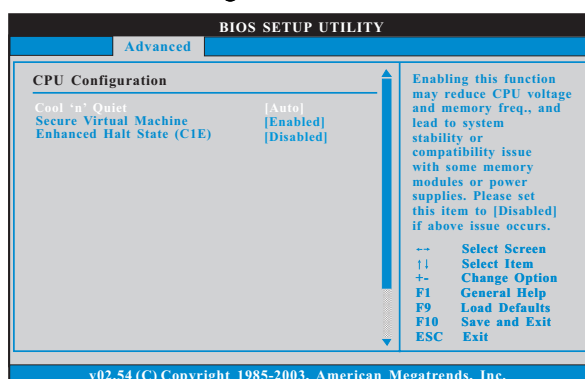 BIOS SETUP UTILITY
Advanced
CPU Configuration
Cool ‘n’ Quiet [Auto]
Secure Virtual Machine [Enabled]
Enhanced Halt State (C1E) [Disabled]
Enabling this function
may reduce CPU voltage
and memory freq., and
lead to system
stability or
compatibility issue
with some memory
modules or power
supplies. Please set
this item to [Disabled]
if above issue occurs.
←→ Select Screen
↑↓ Select Item
+- Change Option
F1 General Help
F9 Load Defaults
F10 Save and Exit
ESC Exit
v02.54 (C) Copyright 1985-2003, American Megatrends, Inc.